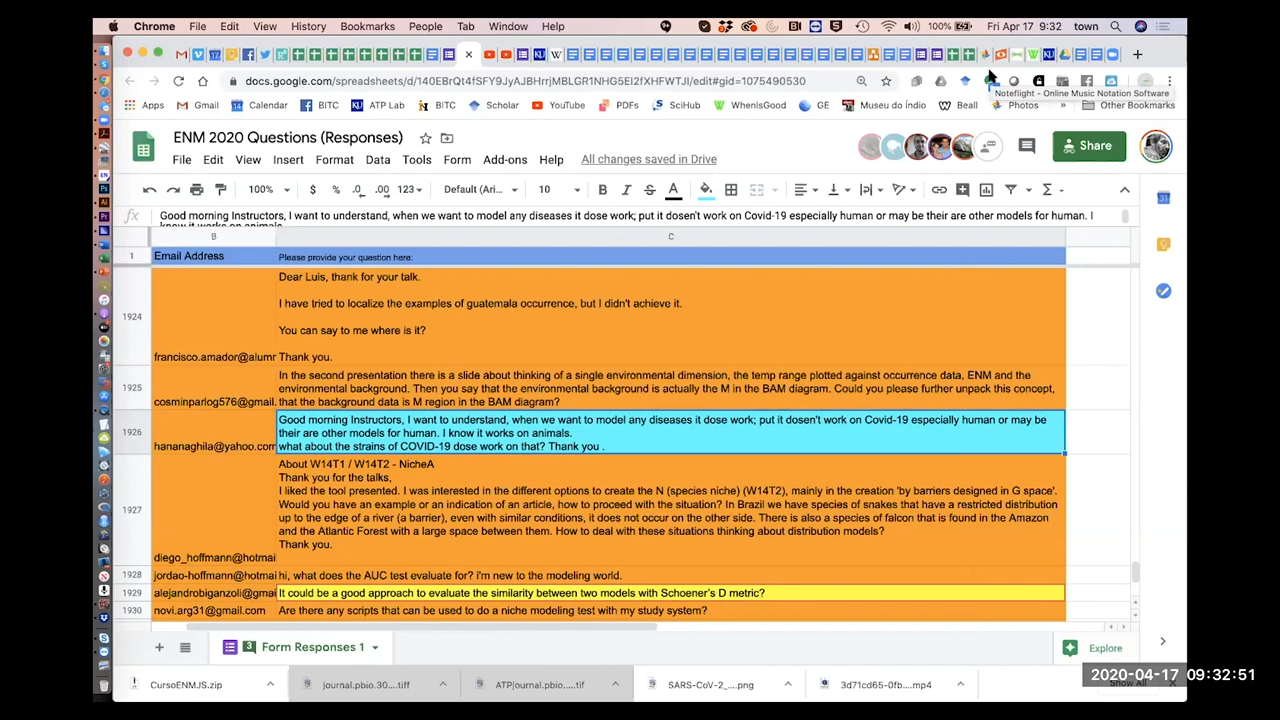 Chrome File Edit View History Bookmarks People Tab Window Help 100% Fri Apr 17 9:32 town
docs.google.com/spreadsheets/d/140EBrQt4fSFY9JyAJBHrrjMBLGR1NHG5EI2fXHFWTJI/edit#gid=1075490530
Noteflight - Online Music Notation Software
Apps Gmail Calendar BITC ATP Lab BITC Scholar YouTube PDFs SciHub WhenIsGood GE Museu do Índio Beall Photos » Other Bookmarks
ENM 2020 Questions (Responses)
Share
File Edit View Insert Format Data Tools Form Add-ons Help All changes saved in Drive
100% $ % .0 .00 123 Default (Ari... 10 B I S A
fx Good morning Instructors, I want to understand, when we want to model any diseases it dose work; put it dosen't work on Covid-19 especially human or may be their are other models for human. I
know it works on animals.
B C
1 Email Address Please provide your question here:
Dear Luis, thank for your talk.
I have tried to localize the examples of guatemala occurrence, but I didn't achieve it.
1924
You can say to me where is it?
francisco.amador@alumr Thank you.
In the second presentation there is a slide about thinking of a single environmental dimension, the temp range plotted against occurrence data, ENM and the
1925 environmental background. Then you say that the environmental background is actually the M in the BAM diagram. Could you please further unpack this concept,
cosminparlog576@gmail. that the background data is M region in the BAM diagram?
Good morning Instructors, I want to understand, when we want to model any diseases it dose work; put it dosen't work on Covid-19 especially human or may be
1926 their are other models for human. I know it works on animals.
hananaghila@yahoo.com what about the strains of COVID-19 dose work on that? Thank you .
About W14T1 / W14T2 - NicheA
Thank you for the talks,
I liked the tool presented. I was interested in the different options to create the N (species niche) (W14T2), mainly in the creation 'by barriers designed in G space'.
1927 Would you have an example or an indication of an article, how to proceed with the situation? In Brazil we have species of snakes that have a restricted distribution
up to the edge of a river (a barrier), even with similar conditions, it does not occur on the other side. There is also a species of falcon that is found in the Amazon
and the Atlantic Forest with a large space between them. How to deal with these situations thinking about distribution models?
Thank you.
diego_hoffmann@hotmai
1928 jordao-hoffmann@hotmai hi, what does the AUC test evaluate for? i'm new to the modeling world.
1929 alejandrobiganzoli@gmai It could be a good approach to evaluate the similarity between two models with Schoener's D metric?
1930 novi.arg31@gmail.com Are there any scripts that can be used to do a niche modeling test with my study system?
3 Form Responses 1 Explore
CursoENMJS.zip journal.pbio.30....tiff ATPjournal.pbio....tif SARS-CoV-2_....png 3d71cd65-0fb....mp4 Show All
2020-04-17 09:32:51